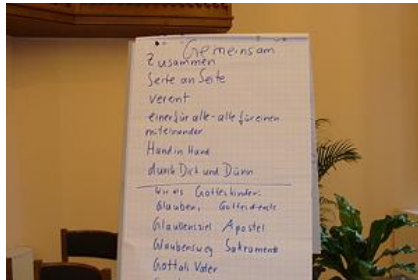 Gemeinsam
Zusammen
Seite an Seite
vereint
einer für alle - alle für einen
miteinander
Hand in Hand
durch Dick und Dünn
Wir als Gotteskinder:
Glauben, Gottesdienste
Glaubensziel Apostel
Glaubensweg Sakramente
Gott als Vater